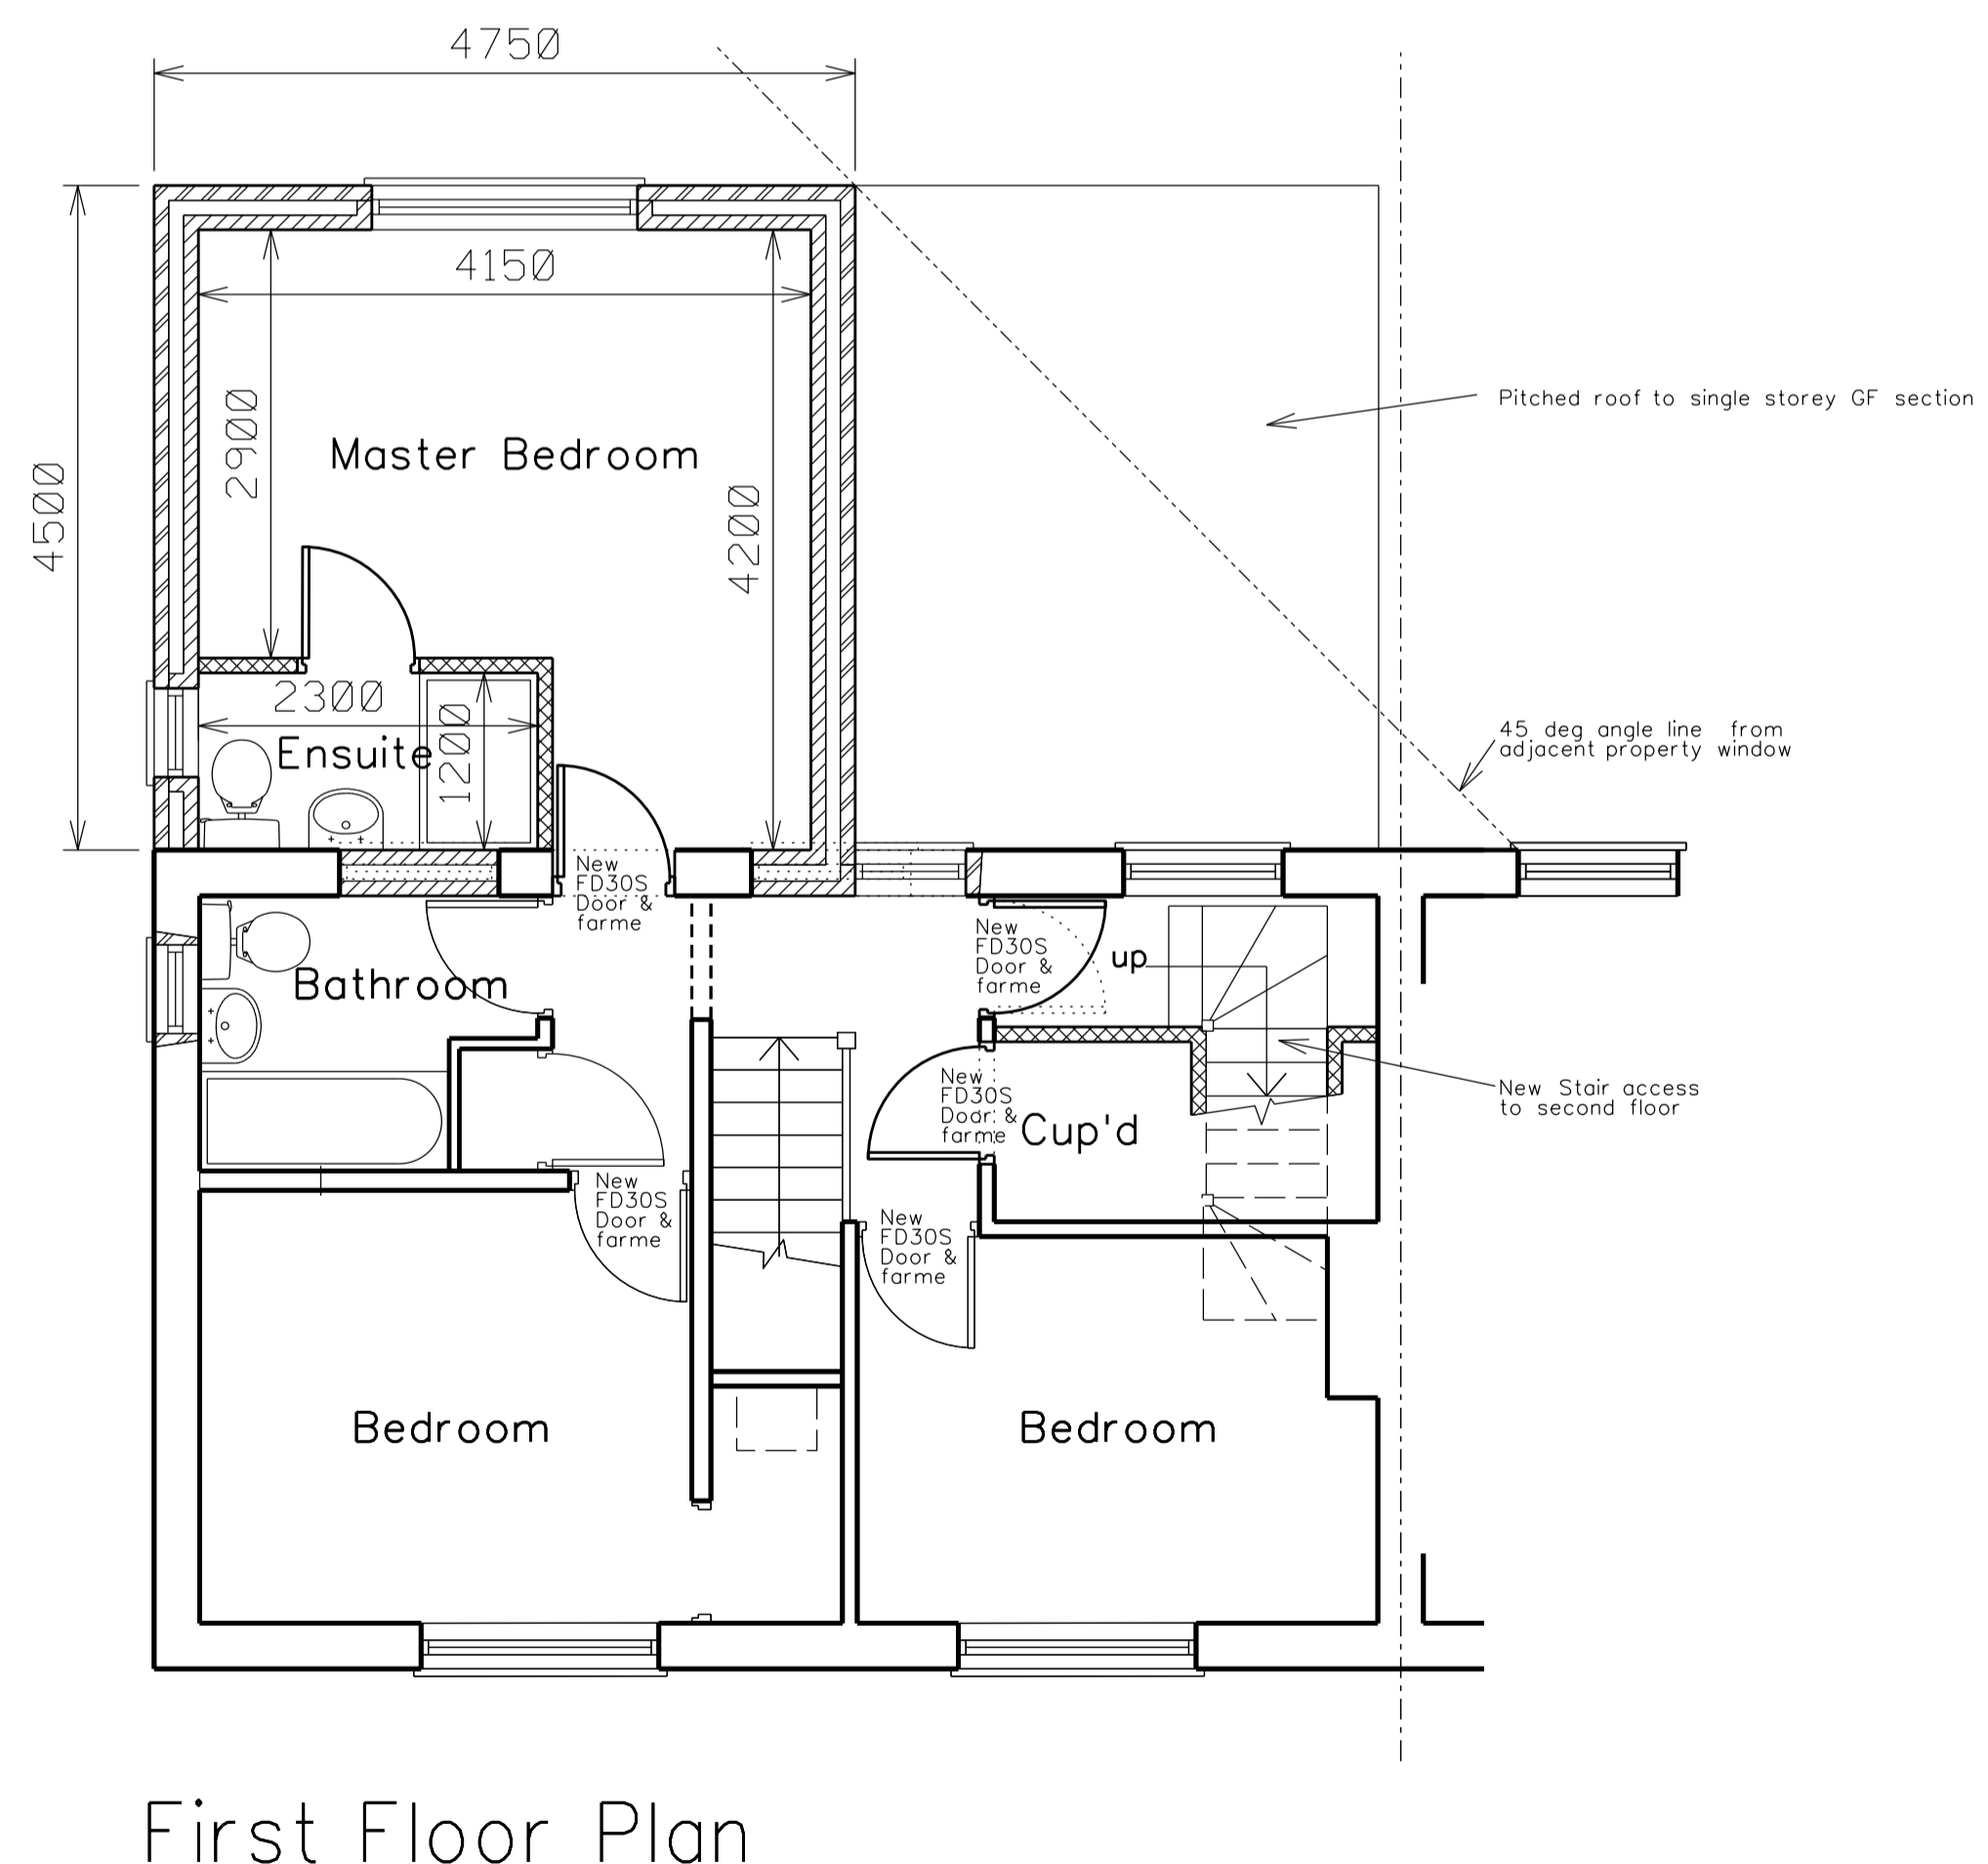 4750
4150
2900
Master Bedroom
4500
4200
Pitched roof to single storey GF section
2300
1200
Ensuite
45 deg angle line from
adjacent property window
New
FD30S
Door &
farme
New
FD30S
Door &
farme
up
Bathroom
New
FD30S
Door &
farme
Cup'd
New Stair access
to second floor
New
FD30S
Door &
farme
New
FD30S
Door &
farme
Bedroom
Bedroom
First Floor Plan